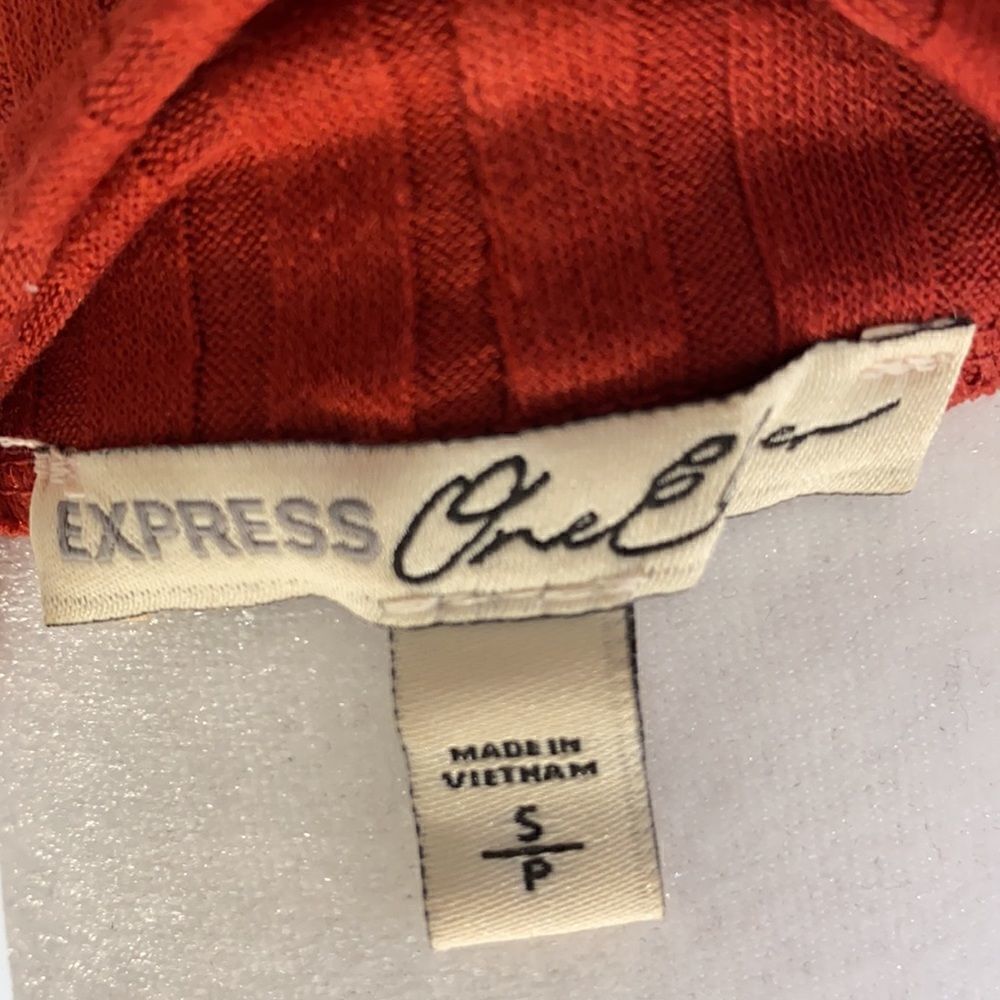 EXPRESS One E
MADE IN
VIETNAM
S
P